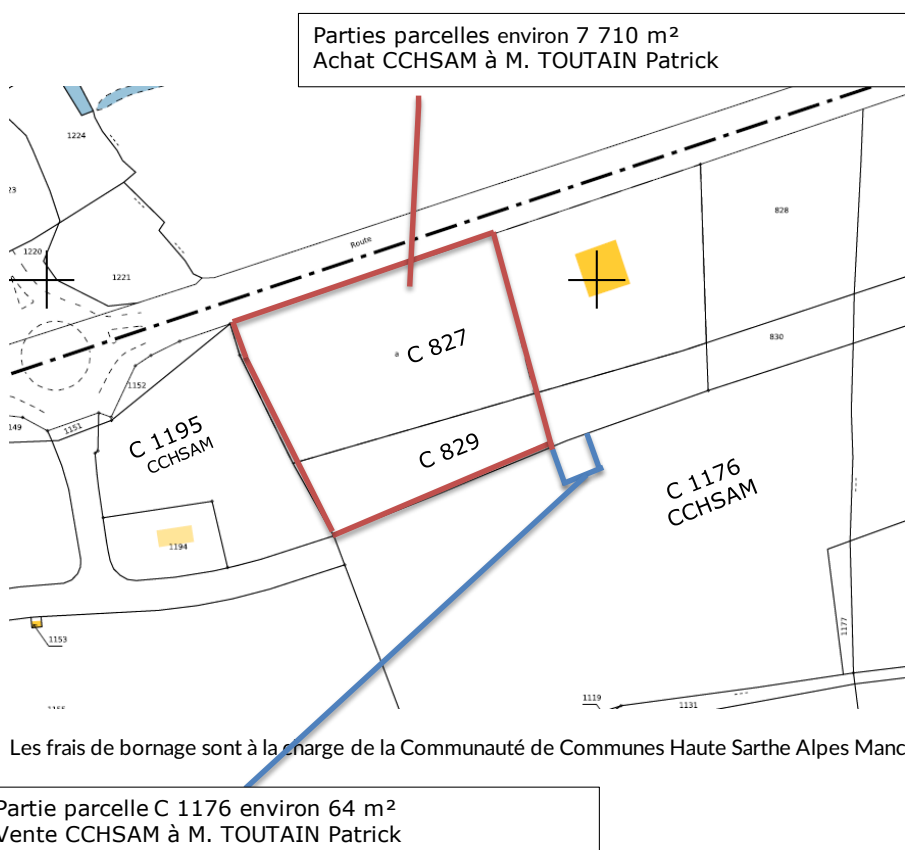 Parties parcelles environ 7 710 m²
Achat CCHSAM à M. TOUTAIN Patrick
1224
23
828
Route
1220
1221
830
C 827
a
1152
149
1151
C 1195
CCHSAM
C 829
C 1176
CCHSAM
1194
1177
1153
1119
1131
Les frais de bornage sont à la charge de la Communauté de Communes Haute Sarthe Alpes Manc
Partie parcelle C 1176 environ 64 m²
Vente CCHSAM à M. TOUTAIN Patrick